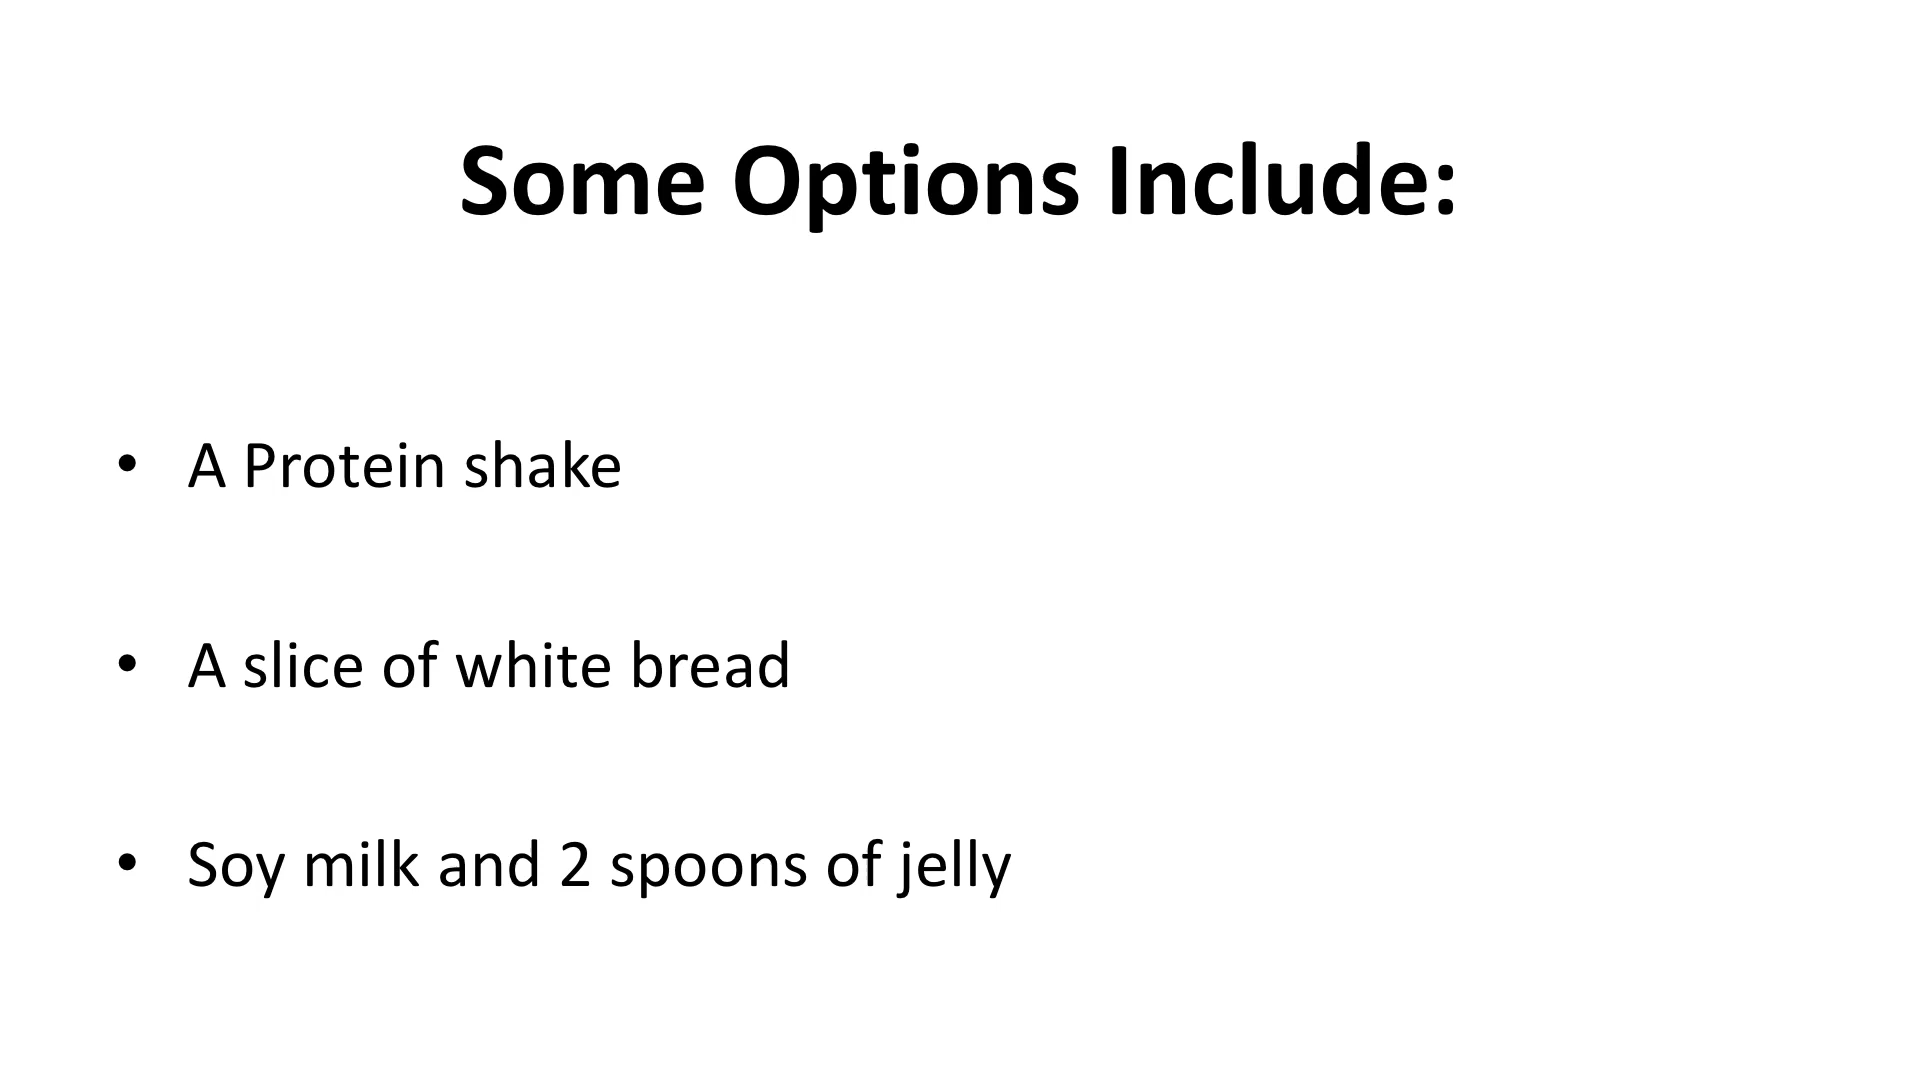 Some Options Include:
• A Protein shake
• A slice of white bread
• Soy milk and 2 spoons of jelly